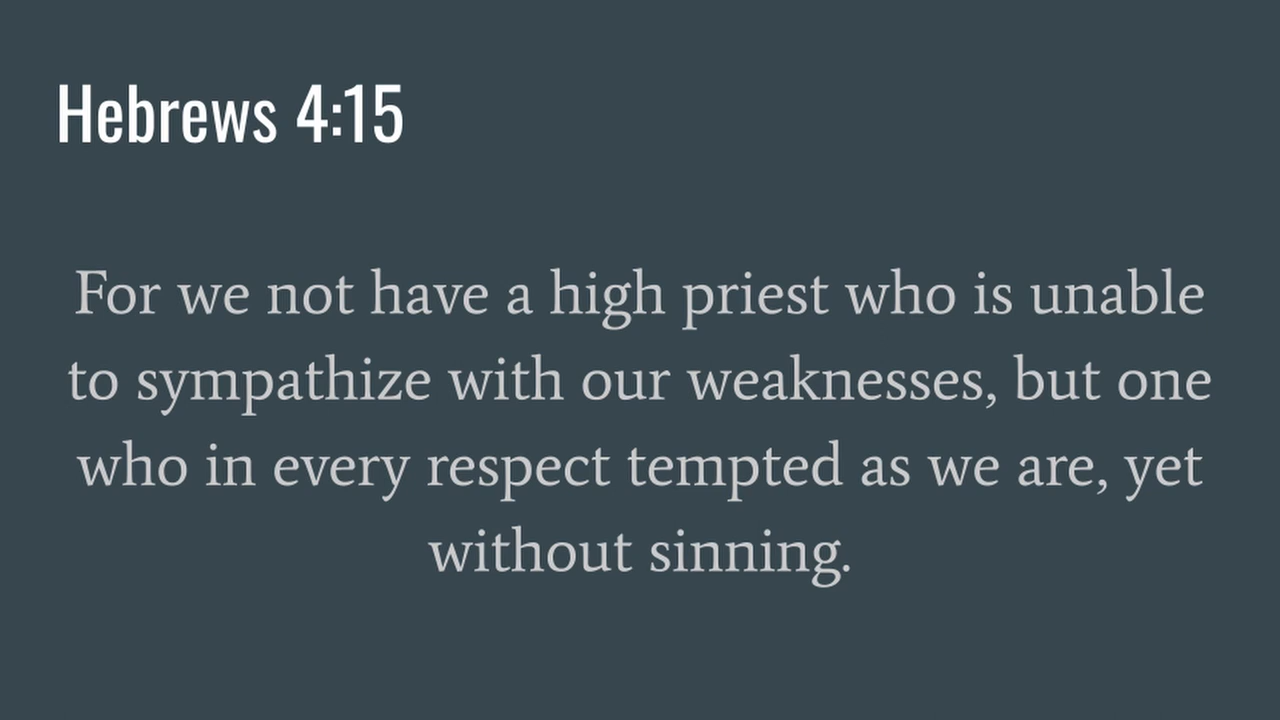 Hebrews 4:15
For we not have a high priest who is unable
to sympathize with our weaknesses, but one
who in every respect tempted as we are, yet
without sinning.